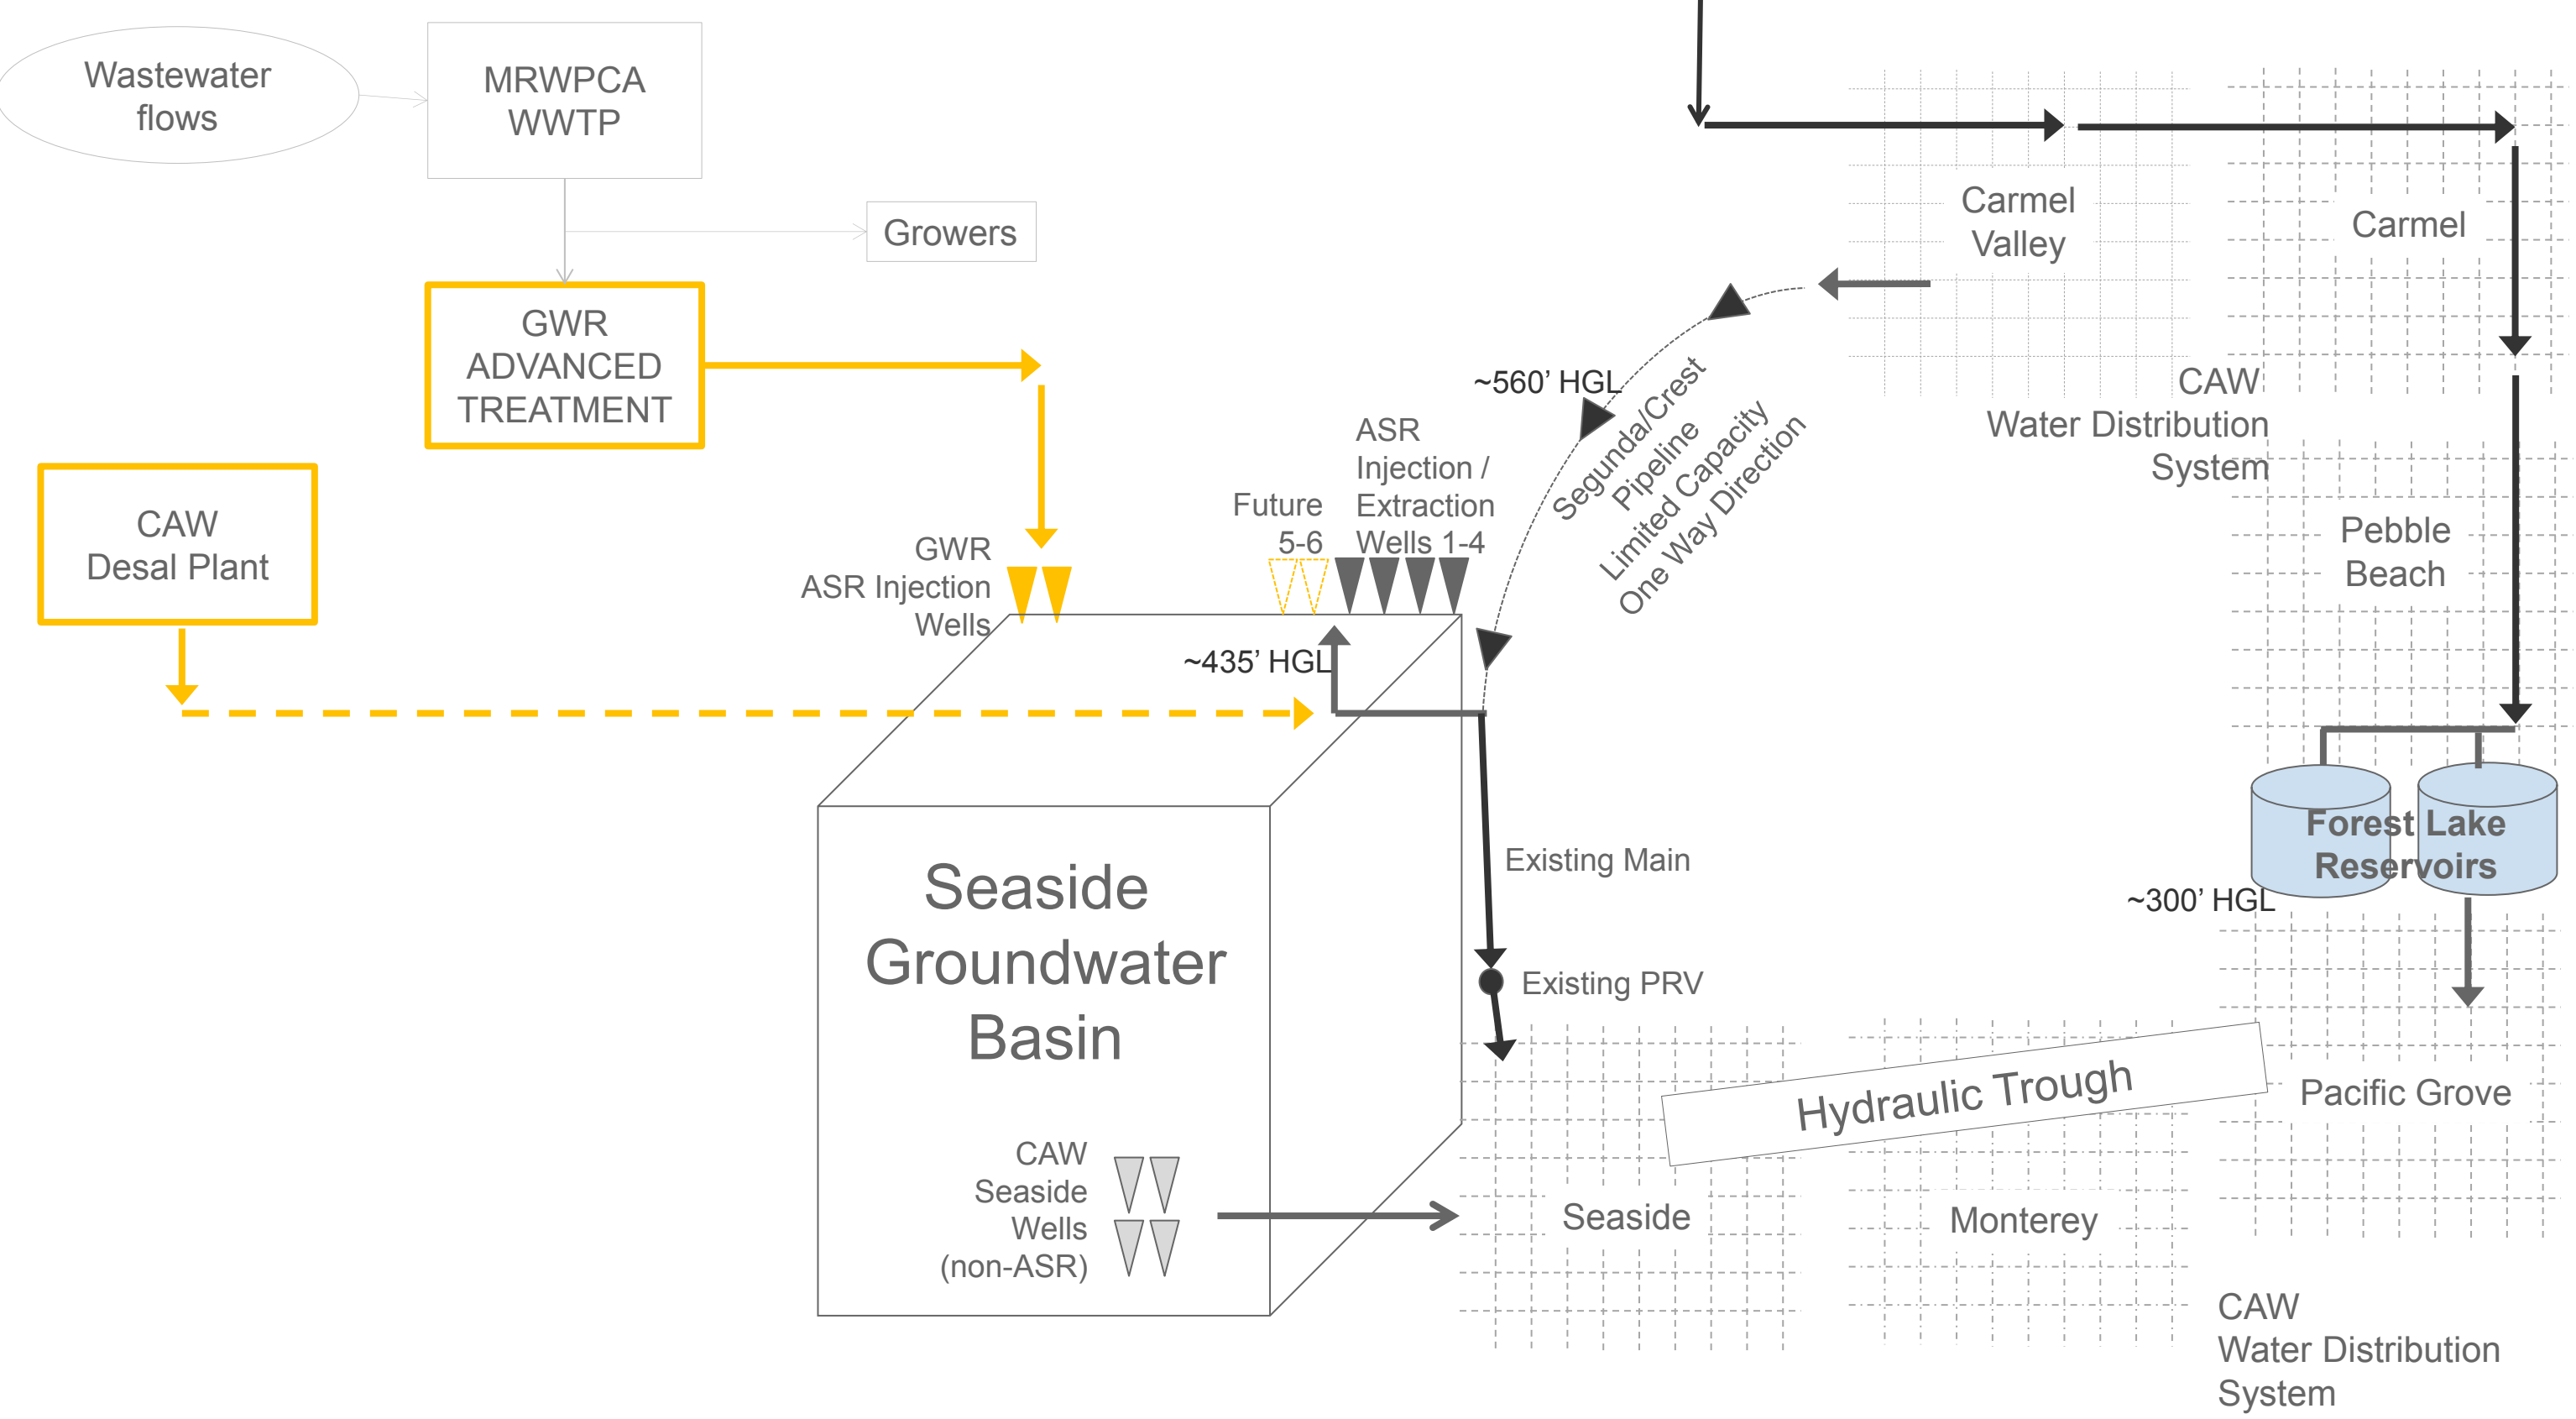 Wastewater
flows
MRWPCA
WWTP
Growers
GWR
ADVANCED
TREATMENT
CAW
Desal Plant
GWR
ASR Injection
Wells
Future
5-6
ASR
Injection /
Extraction
Wells 1-4
~435’ HGL
~560’ HGL
Segunda/Crest
Pipeline
Limited Capacity
One Way Direction
Carmel
Valley
Carmel
CAW
Water Distribution
System
Pebble
Beach
Forest Lake
Reservoirs
~300’ HGL
Existing Main
Existing PRV
Seaside
Groundwater
Basin
CAW
Seaside
Wells
(non-ASR)
Hydraulic Trough
Seaside
Monterey
Pacific Grove
CAW
Water Distribution
System